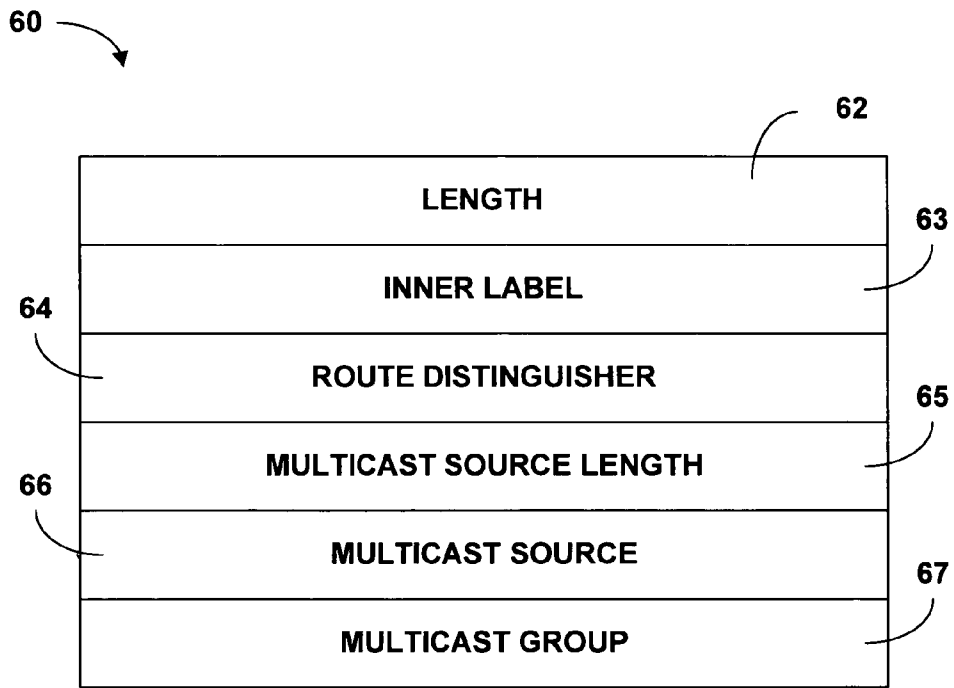 60
62
LENGTH
63
INNER LABEL
64
ROUTE DISTINGUISHER
65
MULTICAST SOURCE LENGTH
66
MULTICAST SOURCE
67
MULTICAST GROUP